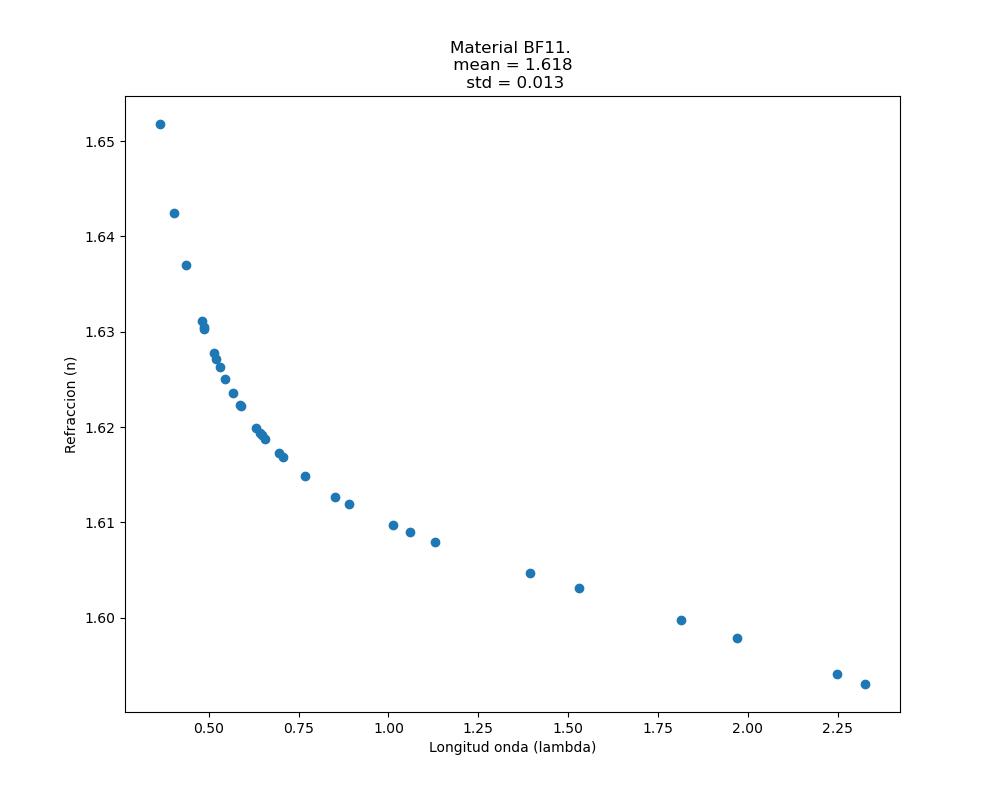 Material BF11.
mean = 1.618
std = 0.013
1.65
1.64
1.63
1.62
1.61
1.60
Refraccion (n)
0.50 0.75 1.00 1.25 1.50 1.75 2.00 2.25
Longitud onda (lambda)